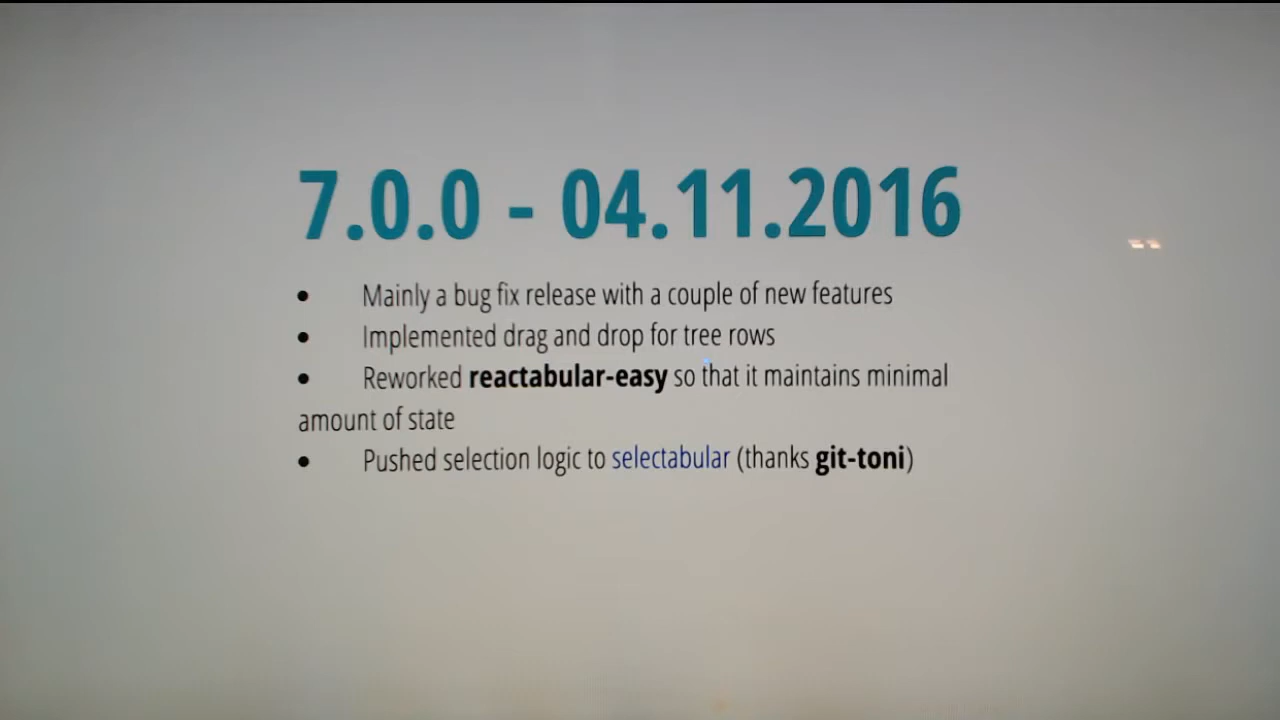 7.0.0 - 04.11.2016
• Mainly a bug fix release with a couple of new features
• Implemented drag and drop for tree rows
• Reworked reactabular-easy so that it maintains minimal
amount of state
• Pushed selection logic to selectabular (thanks git-toni)